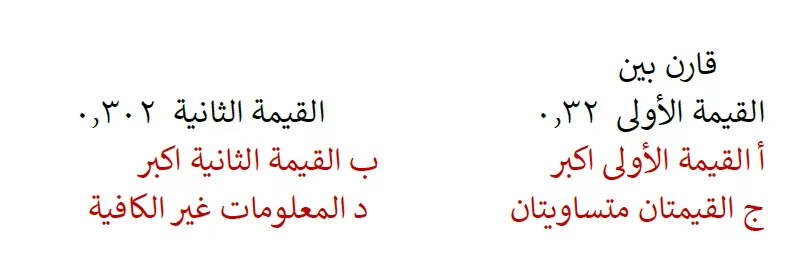 قارن بين
القيمة الأولى ٠,٣٢ القيمة الثانية ٠,٣٠٢
أ القيمة الأولى اكبر ب القيمة الثانية اكبر
ج القيمتان متساويتان د المعلومات غير الكافية